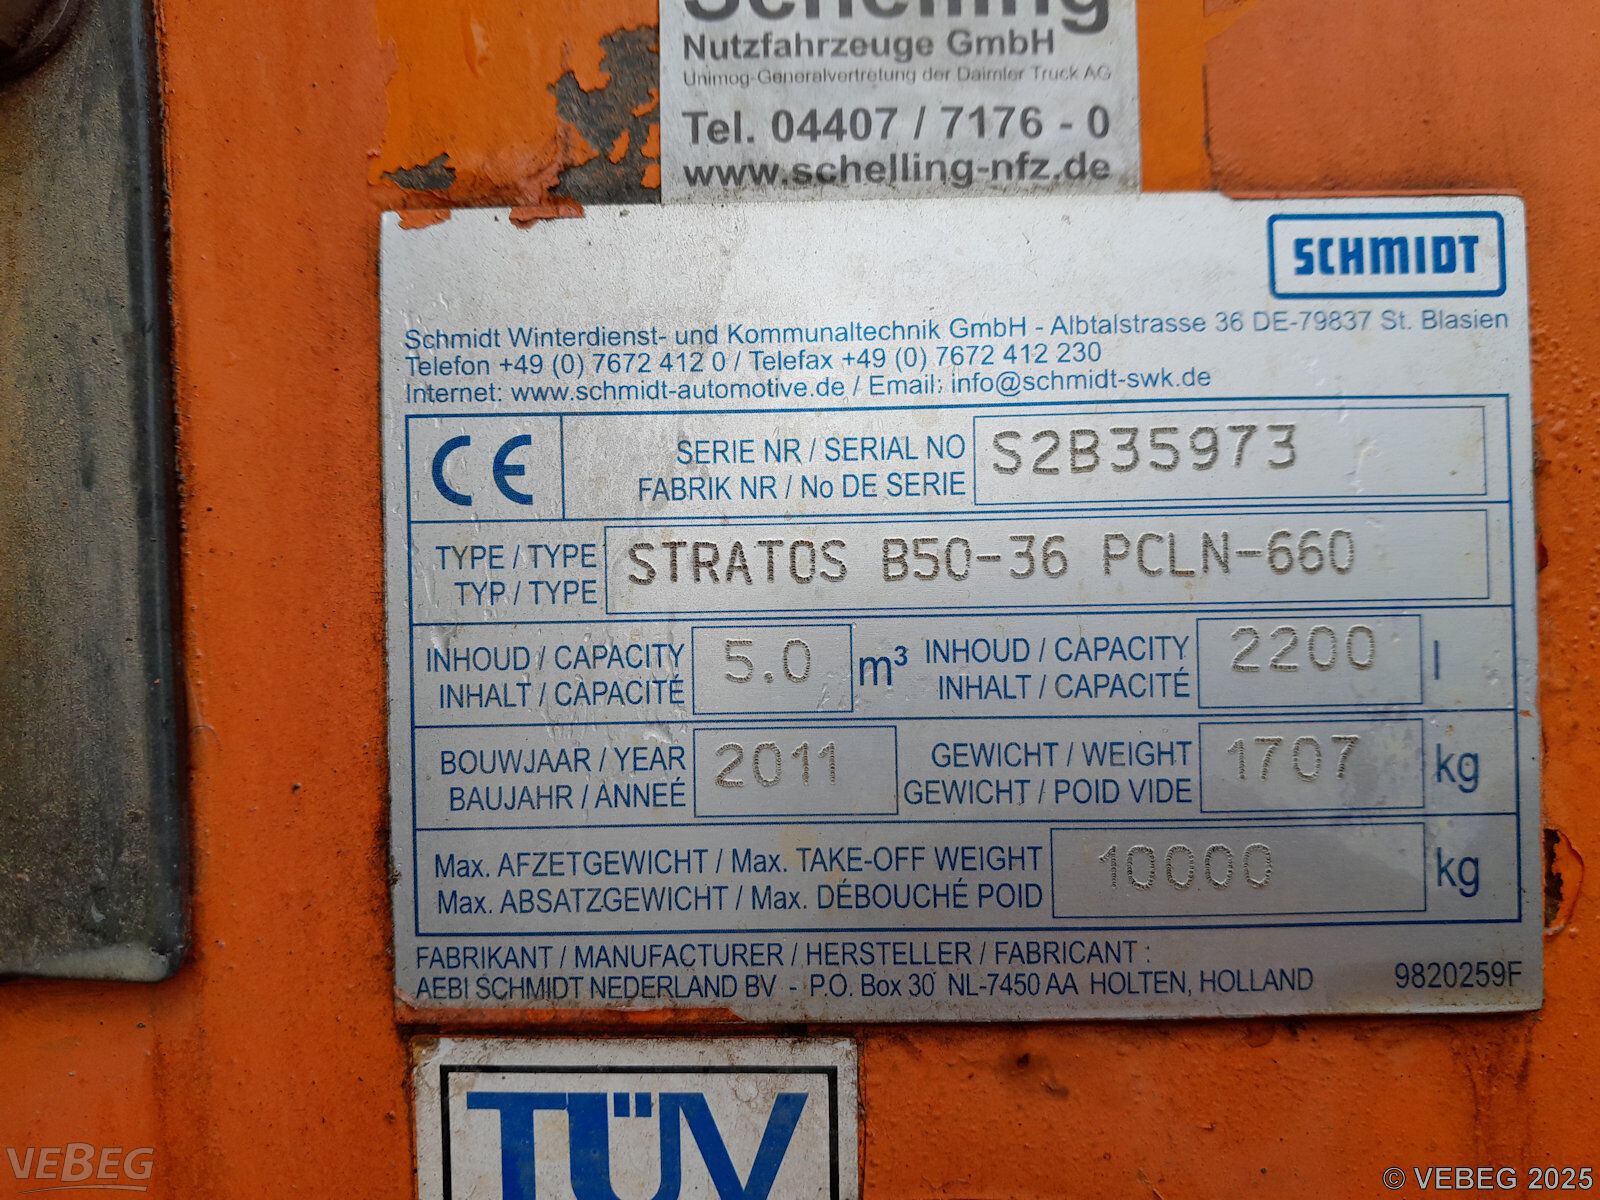 Schelling
Nutzfahrzeuge GmbH
Unimog-Generalvertretung der Daimler Truck AG
Tel. 04407 / 7176 - 0
www.schelling-nfz.de
SCHMIDT
Schmidt Winterdienst- und Kommunaltechnik GmbH - Albtalstrasse 36 DE-79837 St. Blasien
Telefon +49 (0) 7672 412 0 / Telefax +49 (0) 7672 412 230
Internet: www.schmidt-automotive.de / Email: info@schmidt-swk.de
CE
SERIE NR / SERIAL NO
FABRIK NR / No DE SERIE
S2B35973
TYPE / TYPE
TYP / TYPE
STRATOS B50-36 PCLN-660
INHOUD / CAPACITY
INHALT / CAPACITÉ
5.0 m³
INHOUD / CAPACITY
INHALT / CAPACITÉ
2200 l
BOUWJAAR / YEAR
BAUJAHR / ANNEÉ
2011
GEWICHT / WEIGHT
GEWICHT / POID VIDE
1707 kg
Max. AFZETGEWICHT / Max. TAKE-OFF WEIGHT
Max. ABSATZGEWICHT / Max. DÉBOUCHÉ POID
10000 kg
FABRIKANT / MANUFACTURER / HERSTELLER / FABRICANT :
AEBI SCHMIDT NEDERLAND BV - P.O. Box 30 NL-7450 AA HOLTEN, HOLLAND
9820259F
TÜV
VEBEG
© VEBEG 2025